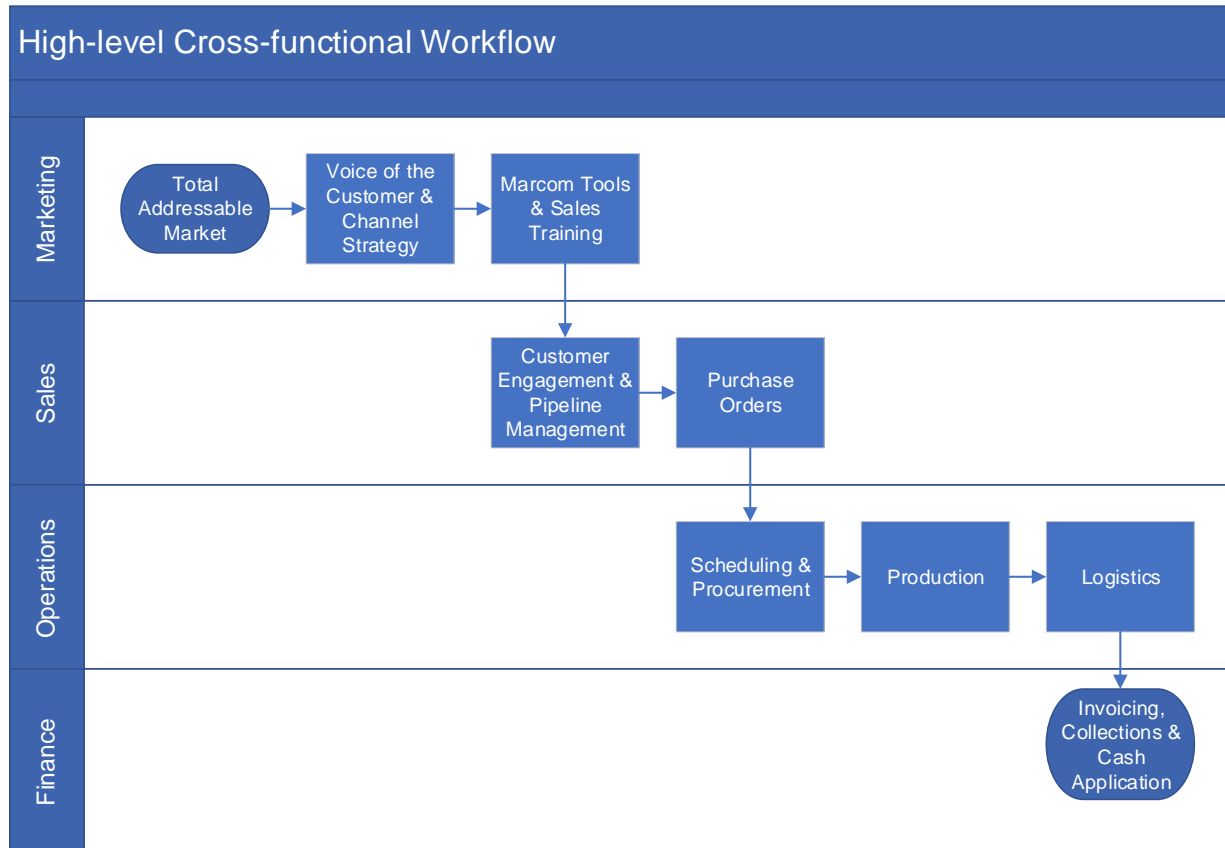 High-level Cross-functional Workflow
Marketing
Total
Addressable
Market
Voice of the
Customer &
Channel
Strategy
Marcom Tools
& Sales
Training
Sales
Customer
Engagement &
Pipeline
Management
Purchase
Orders
Operations
Scheduling &
Procurement
Production
Logistics
Finance
Invoicing,
Collections &
Cash
Application